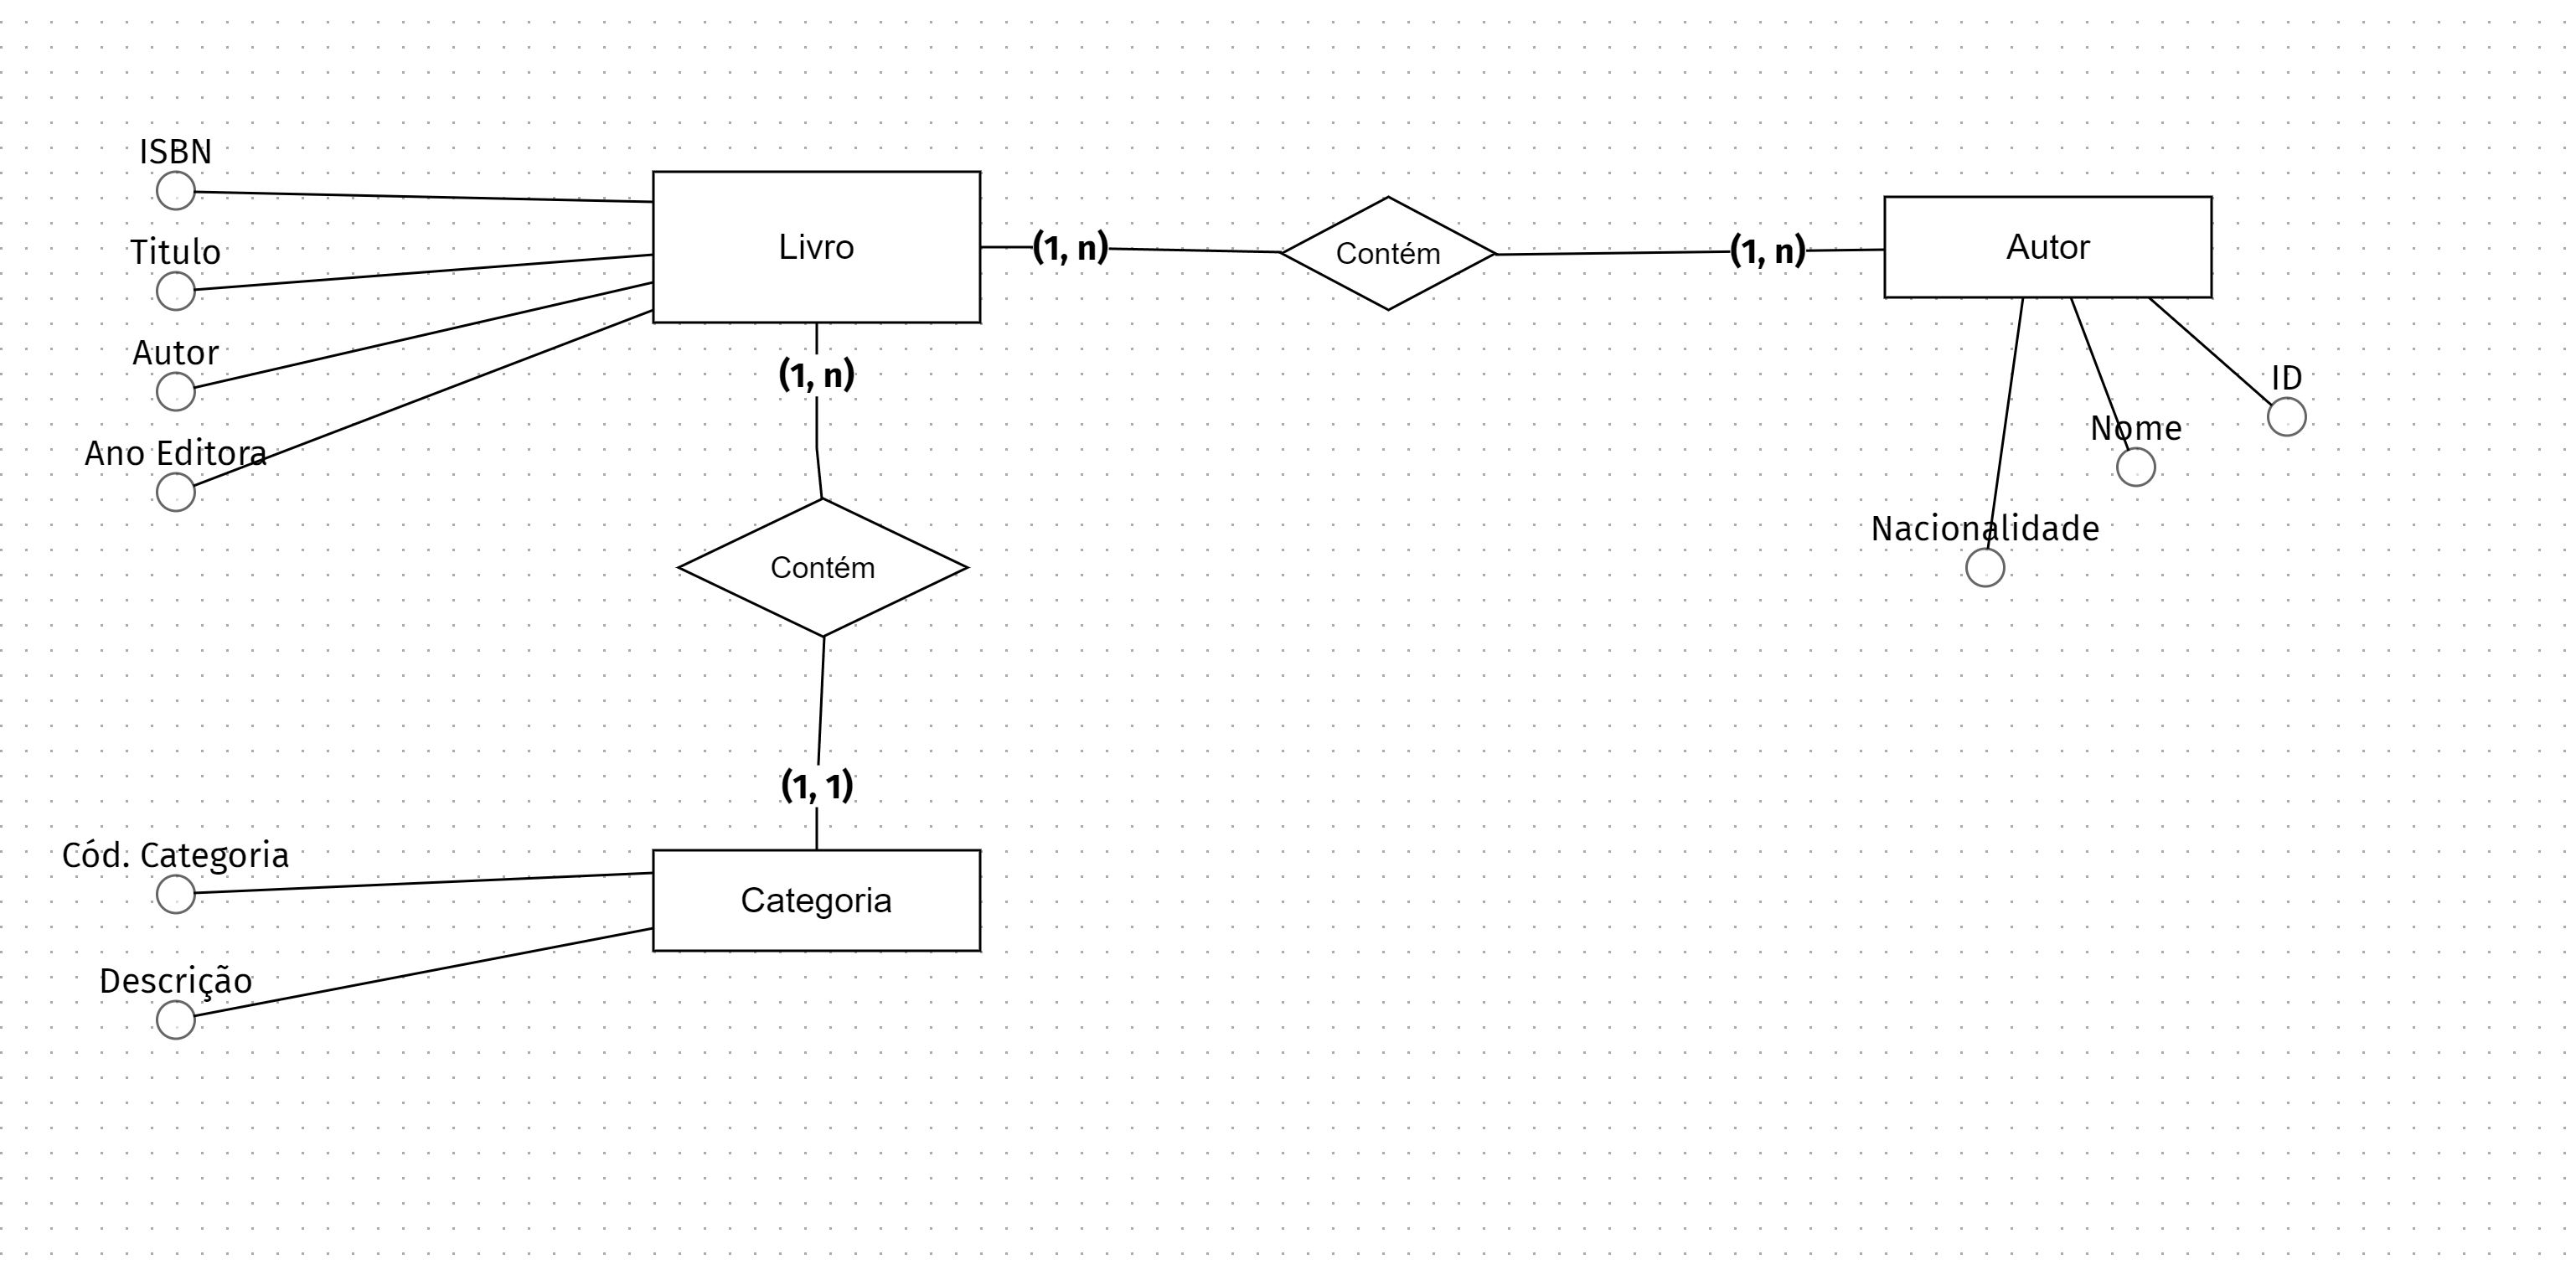 ISBN
Titulo
Autor
Ano Editora
Livro
(1, n)
Contém
(1, n)
Autor
ID
Nome
Nacionalidade
(1, n)
Contém
(1, 1)
Cód. Categoria
Categoria
Descrição